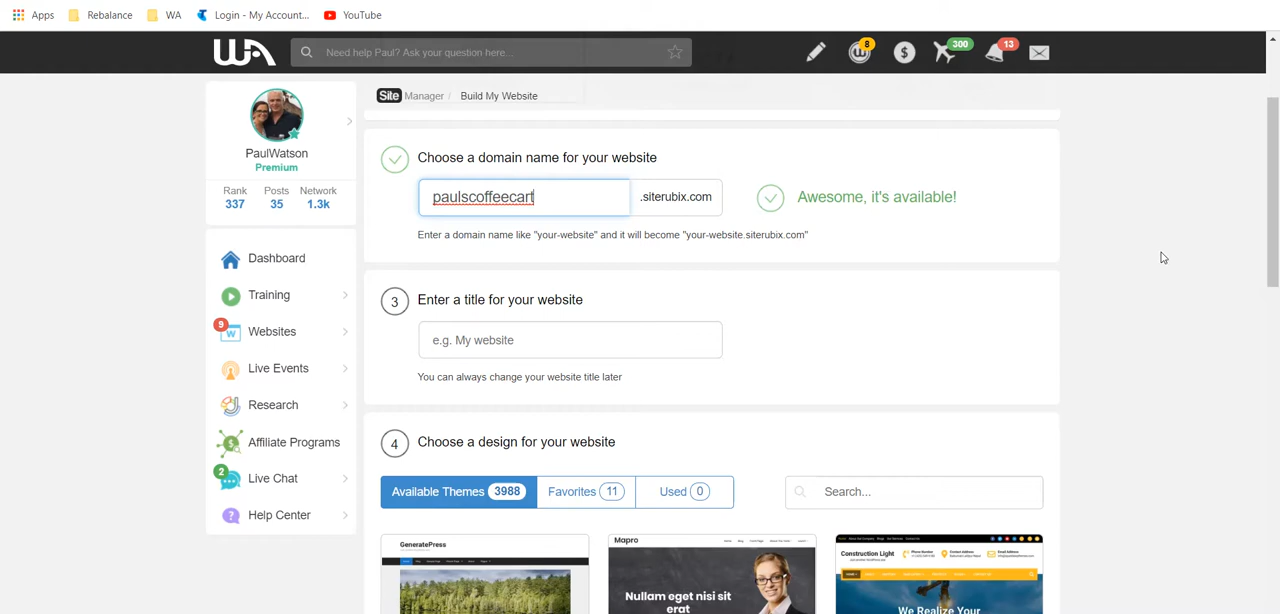 Apps Rebalance WA Login - My Account... YouTube
WA Need help Paul? Ask your question here... 8 $ 300 13
Site Manager / Build My Website
PaulWatson
Premium
Rank Posts Network
337 35 1.3k
Dashboard
Training
9 W Websites
Live Events
Research
Affiliate Programs
2 Live Chat
? Help Center
Choose a domain name for your website
paulscoffeecart .siterubix.com Awesome, it's available!
Enter a domain name like "your-website" and it will become "your-website.siterubix.com"
3 Enter a title for your website
e.g. My website
You can always change your website title later
4 Choose a design for your website
Available Themes 3988 Favorites 11 Used 0 Search...
GeneratePress
Mapro
Nullam eget nisi sit
erat
Construction Light
We Realize Your